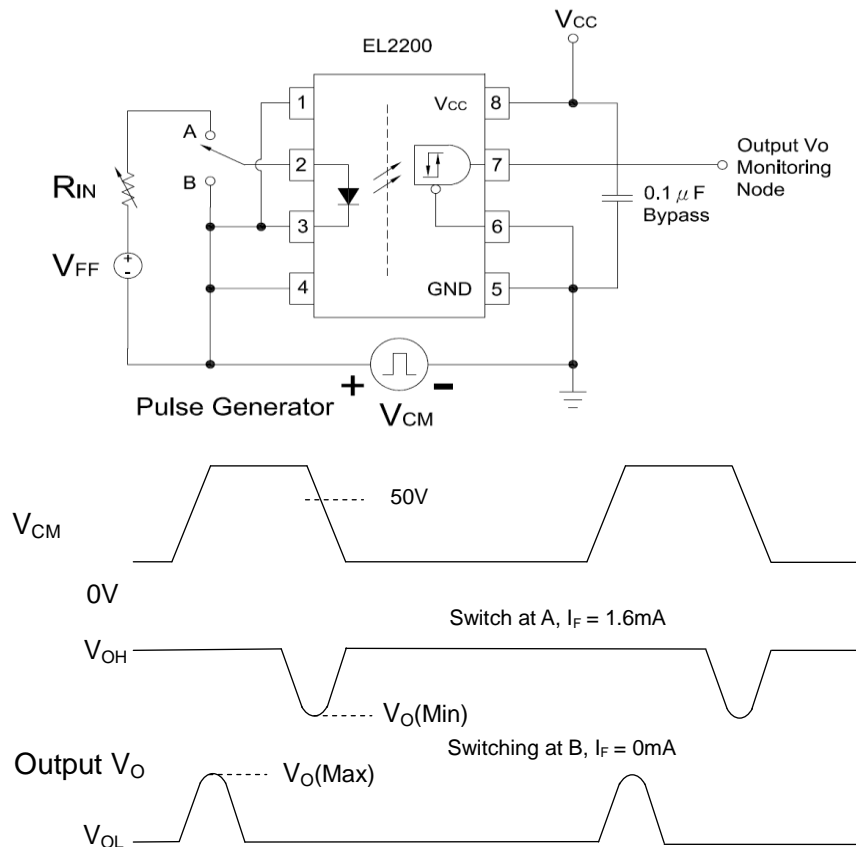 VCC
EL2200
1
VCC
8
A
2
7
Output Vo
Monitoring
Node
B
RIN
0.1 μF
Bypass
3
6
VFF
+
-
4
GND
5
+
-
Pulse Generator
VCM
50V
VCM
0V
Switch at A, IF = 1.6mA
VOH
VO(Min)
Switching at B, IF = 0mA
Output VO
VO(Max)
VOL